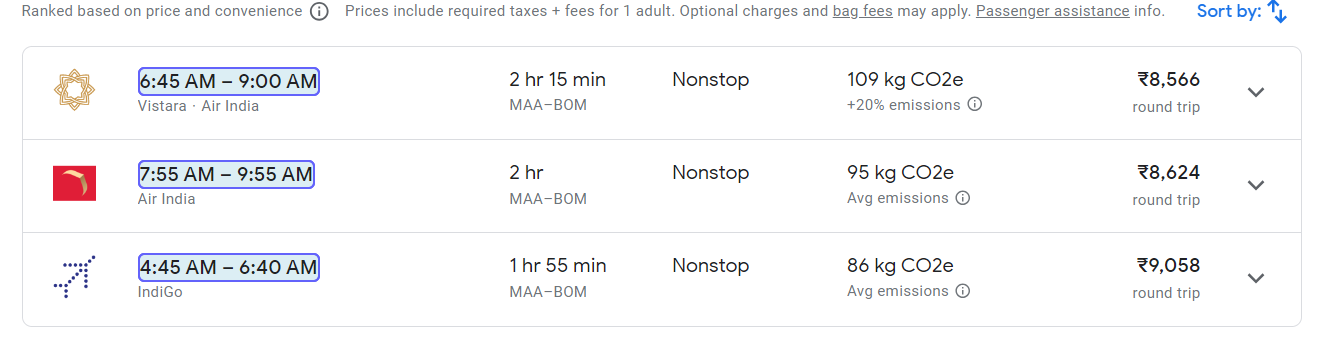 Ranked based on price and convenience Prices include required taxes + fees for 1 adult. Optional charges and bag fees may apply. Passenger assistance info. Sort by:
6:45 AM – 9:00 AM 2 hr 15 min Nonstop 109 kg CO2e ₹8,566
Vistara · Air India MAA–BOM +20% emissions round trip
7:55 AM – 9:55 AM 2 hr Nonstop 95 kg CO2e ₹8,624
Air India MAA–BOM Avg emissions round trip
4:45 AM – 6:40 AM 1 hr 55 min Nonstop 86 kg CO2e ₹9,058
IndiGo MAA–BOM Avg emissions round trip